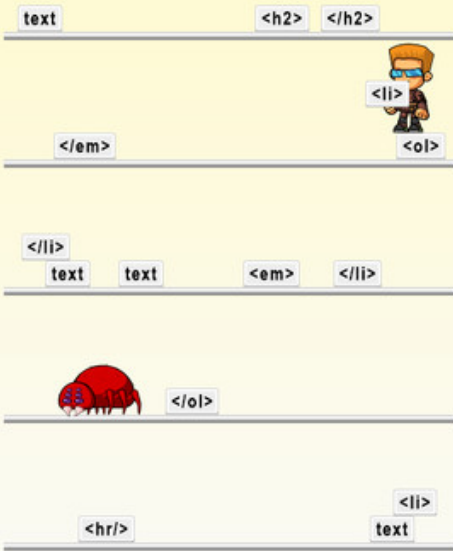 text <h2> </h2>
<li>
</em> <ol>
</li>
text text <em> </li>
</ol>
<li>
<hr/> text